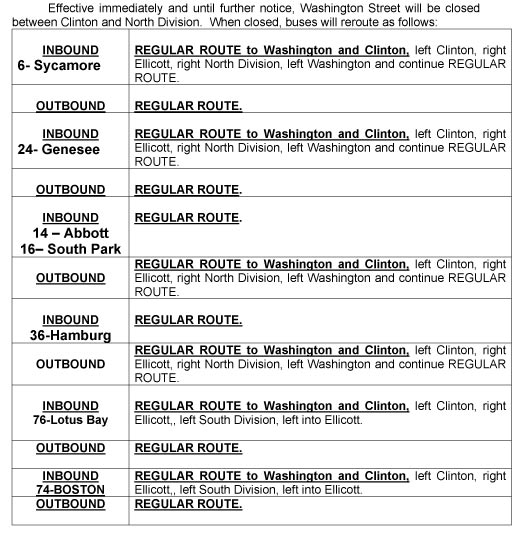 Effective immediately and until further notice, Washington Street will be closed
between Clinton and North Division.  When closed, buses will reroute as follows:
INBOUND
6- Sycamore
REGULAR ROUTE to Washington and Clinton, left Clinton, right
Ellicott, right North Division, left Washington and continue REGULAR
ROUTE.
OUTBOUND
REGULAR ROUTE.
INBOUND
24- Genesee
REGULAR ROUTE to Washington and Clinton, left Clinton, right
Ellicott, right North Division, left Washington and continue REGULAR
ROUTE.
OUTBOUND
REGULAR ROUTE.
INBOUND
14 – Abbott
16– South Park
REGULAR ROUTE.
OUTBOUND
REGULAR ROUTE to Washington and Clinton, left Clinton, right
Ellicott, right North Division, left Washington and continue REGULAR
ROUTE.
INBOUND
36-Hamburg
REGULAR ROUTE.
OUTBOUND
REGULAR ROUTE to Washington and Clinton, left Clinton, right
Ellicott, right North Division, left Washington and continue REGULAR
ROUTE.
INBOUND
76-Lotus Bay
REGULAR ROUTE to Washington and Clinton, left Clinton, right
Ellicott,, left South Division, left into Ellicott.
OUTBOUND
REGULAR ROUTE.
INBOUND
74-BOSTON
REGULAR ROUTE to Washington and Clinton, left Clinton, right
Ellicott,, left South Division, left into Ellicott.
OUTBOUND
REGULAR ROUTE.